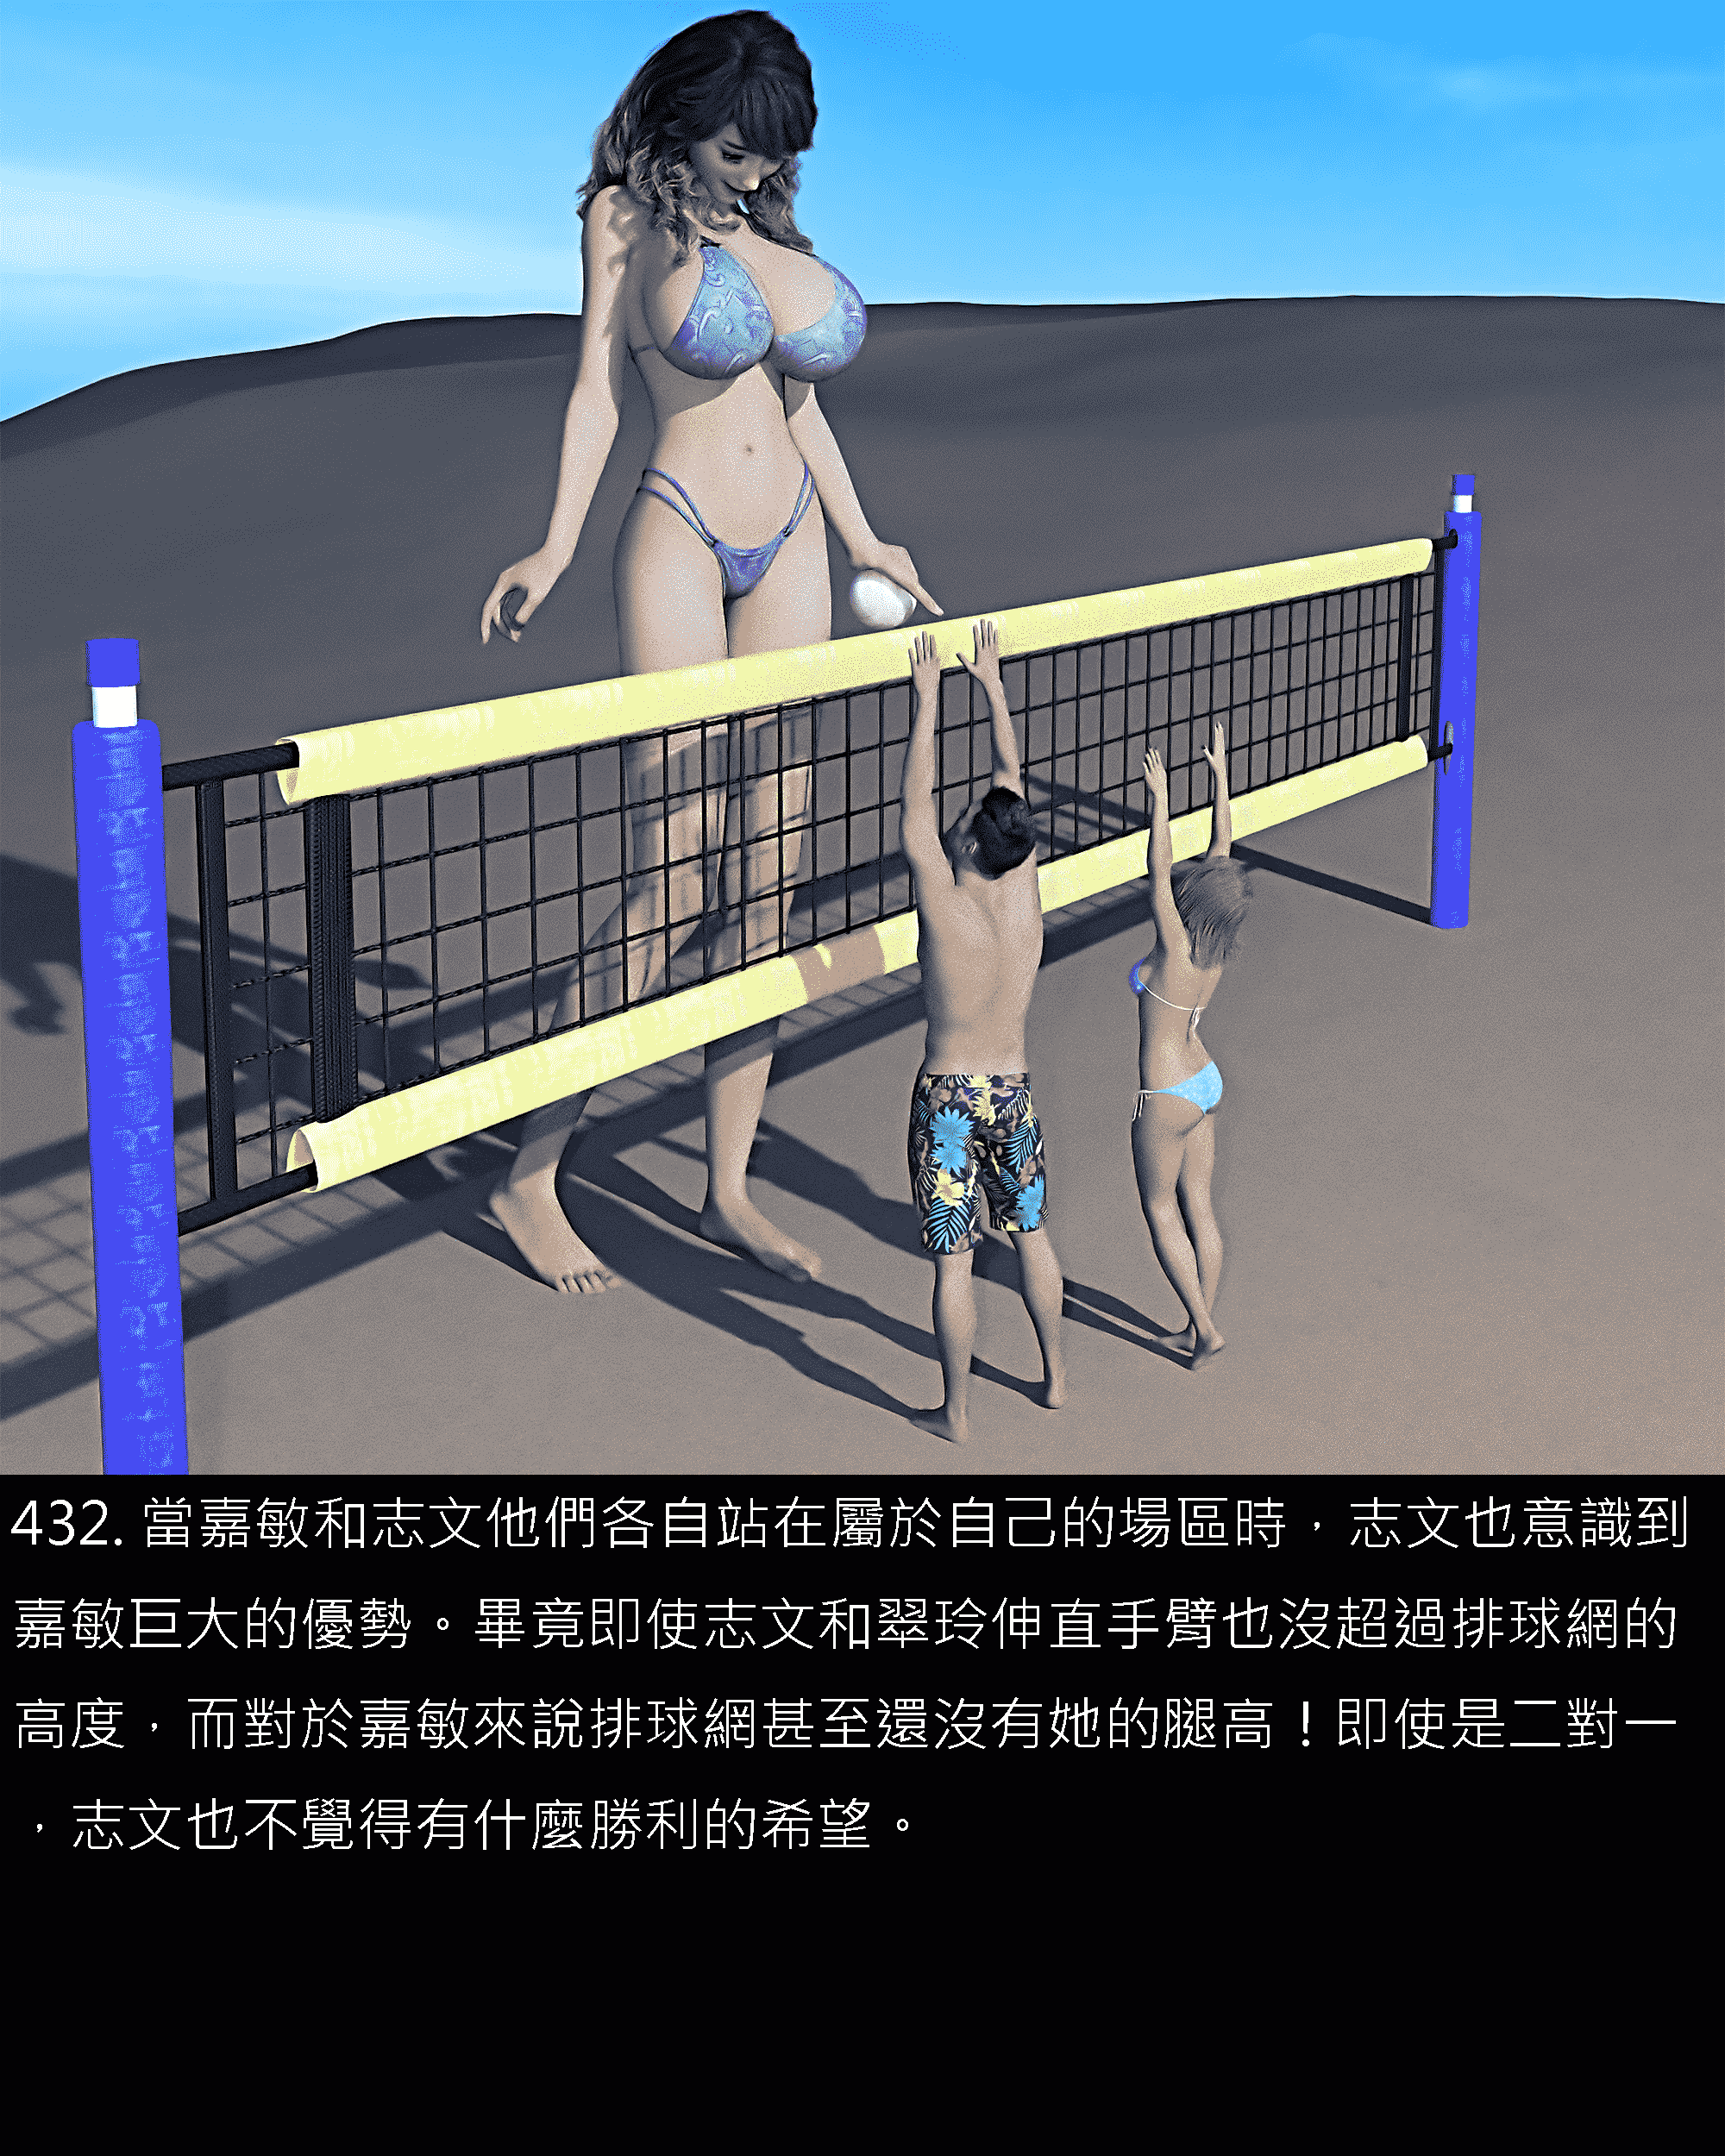 432. 當嘉敏和志文他們各自站在屬於自己的場區時，志文也意識到
嘉敏巨大的優勢。畢竟即使志文和翠玲伸直手臂也沒超過排球網的
高度，而對於嘉敏來說排球網甚至還沒有她的腿高！即使是二對一
，志文也不覺得有什麼勝利的希望。